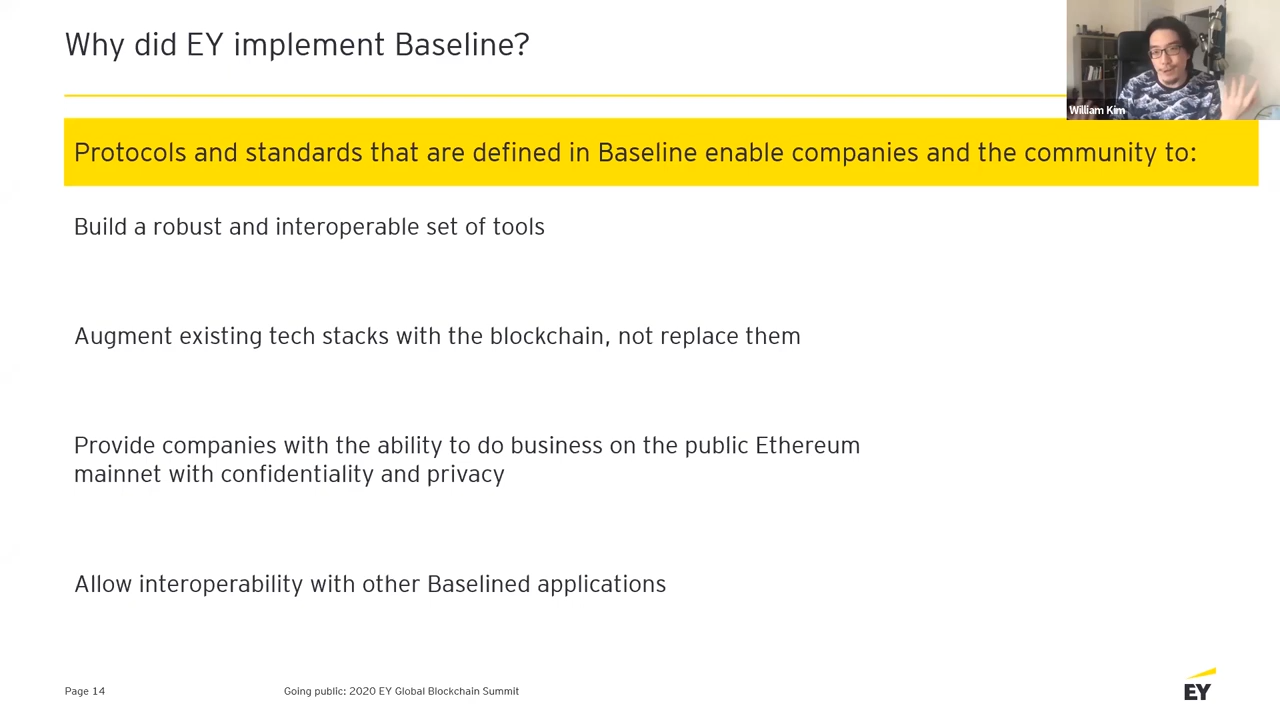 Why did EY implement Baseline?
William Kim
Protocols and standards that are defined in Baseline enable companies and the community to:
Build a robust and interoperable set of tools
Augment existing tech stacks with the blockchain, not replace them
Provide companies with the ability to do business on the public Ethereum
mainnet with confidentiality and privacy
Allow interoperability with other Baselined applications
Page 14
Going public: 2020 EY Global Blockchain Summit
EY